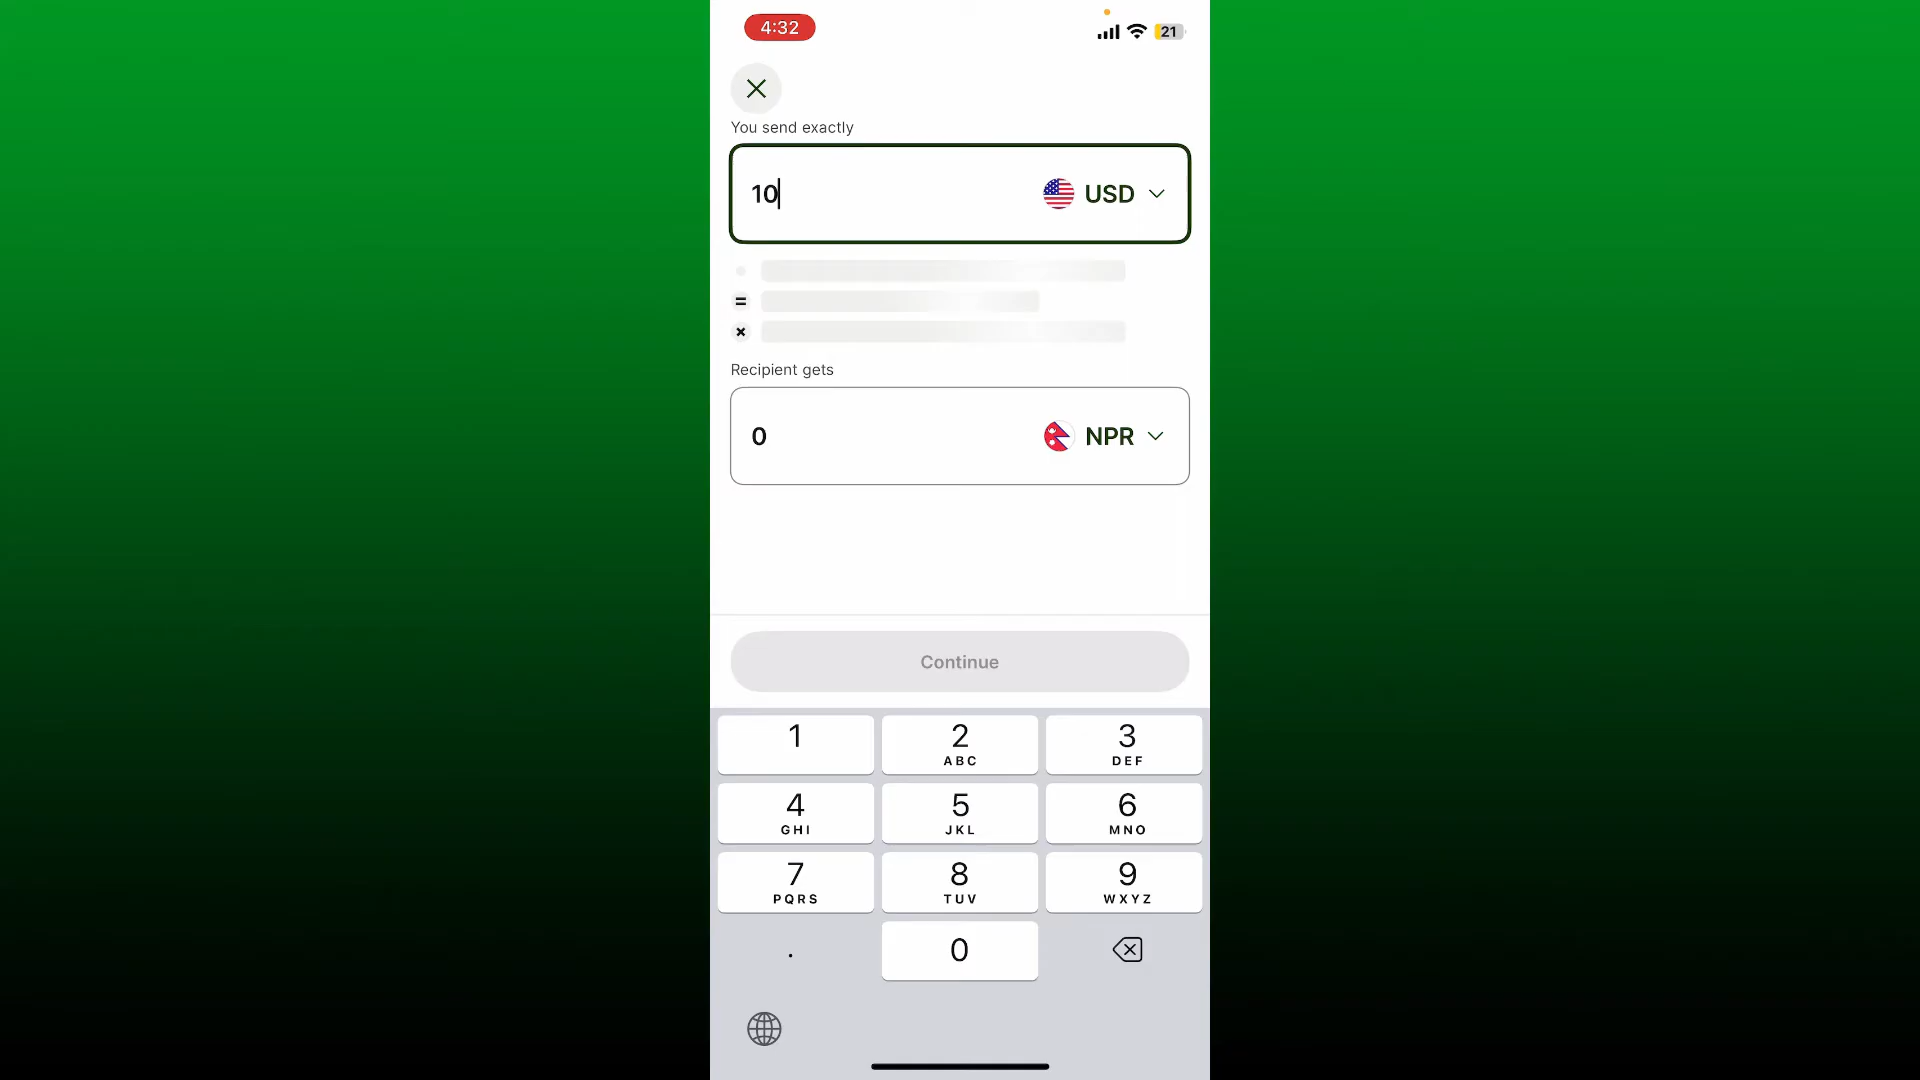 4:32
21
You send exactly
10
USD
=
×
Recipient gets
0
NPR
Continue
1
2
ABC
3
DEF
4
GHI
5
JKL
6
MNO
7
PQRS
8
TUV
9
WXYZ
.
0